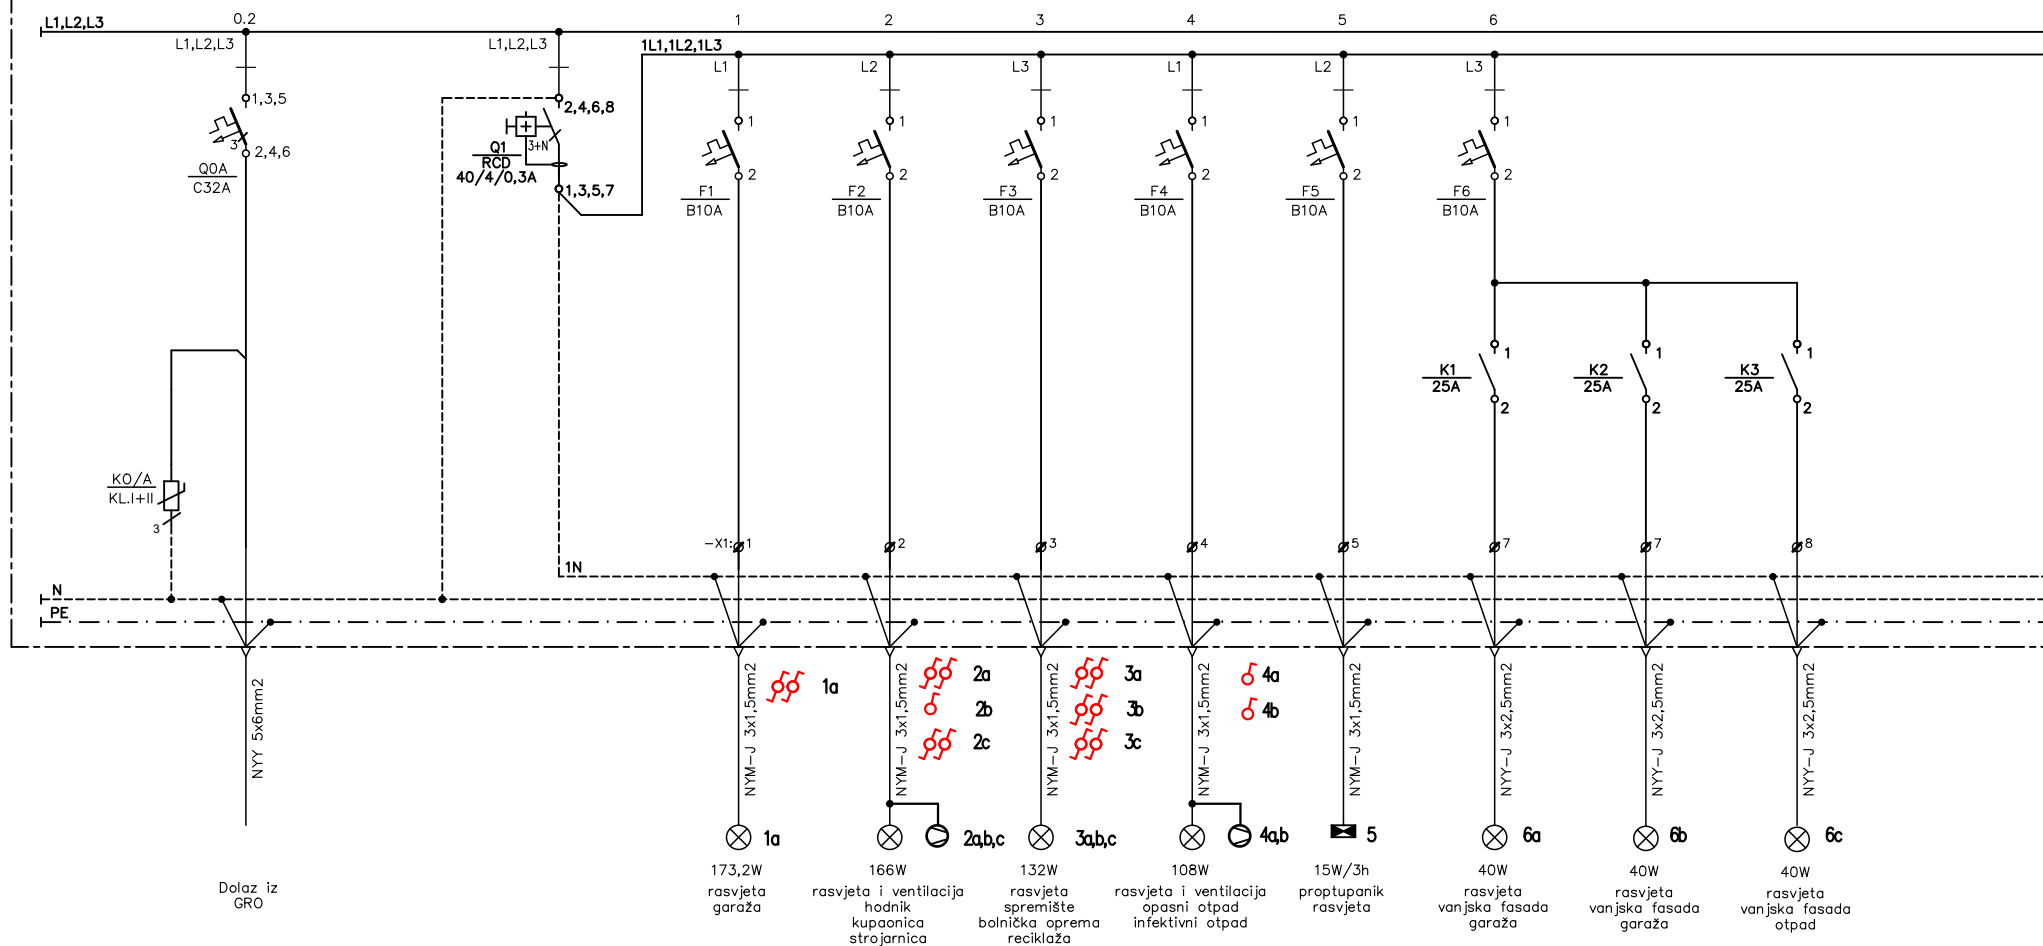 L1,L2,L3
0.2
1
2
3
4
5
6
L1,L2,L3
L1,L2,L3
1L1,1L2,1L3
L1
L2
L3
L1
L2
L3
1,3,5
2,4,6,8
1
1
1
1
1
1
3
2,4,6
Q1
RCD
40/4/0,3A
3+N
1,3,5,7
2
2
2
2
2
2
Q0A
C32A
F1
B10A
F2
B10A
F3
B10A
F4
B10A
F5
B10A
F6
B10A
1
1
1
K1
25A
K2
25A
K3
25A
2
2
2
K0/A
KL.I+II
3
-X1:
1
2
3
4
5
7
7
8
1N
N
PE
NYY 5x6mm2
NYM-J 3x1,5mm2
NYM-J 3x1,5mm2
NYM-J 3x1,5mm2
NYM-J 3x1,5mm2
NYM-J 3x1,5mm2
NYY-J 3x2,5mm2
NYY-J 3x2,5mm2
NYY-J 3x2,5mm2
1a
2a
2b
2c
3a
3b
3c
4a
4b
1a
2a,b,c
3a,b,c
4a,b
5
6a
6b
6c
Dolaz iz
GRO
173,2W
rasvjeta
garaža
166W
rasvjeta i ventilacija
hodnik
kupaonica
strojarnica
132W
rasvjeta
spremište
bolnička oprema
reciklaža
108W
rasvjeta i ventilacija
opasni otpad
infektivni otpad
15W/3h
proptupanik
rasvjeta
40W
rasvjeta
vanjska fasada
garaža
40W
rasvjeta
vanjska fasada
garaža
40W
rasvjeta
vanjska fasada
otpad